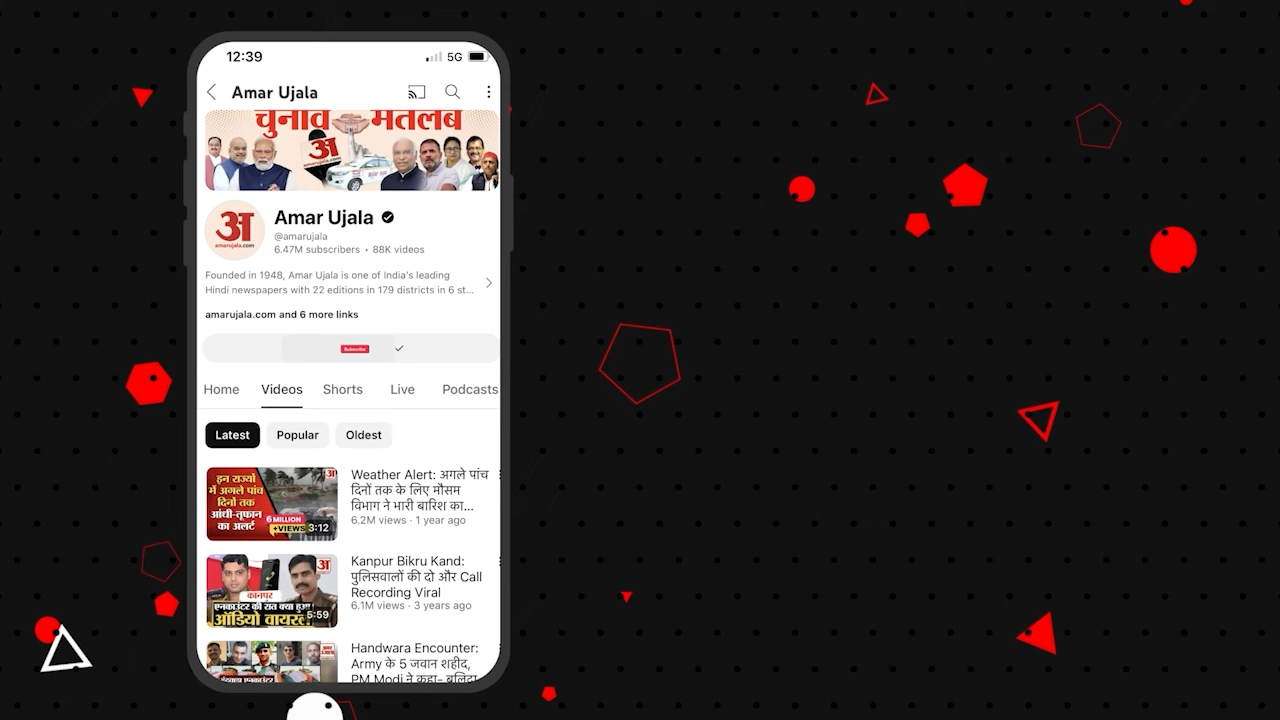 12:39
5G
Amar Ujala
चुनाव मतलब
अ
amarujala.com
अ
amarujala.com
Amar Ujala
@amarujala
6.47M subscribers • 88K videos
Founded in 1948, Amar Ujala is one of India's leading
Hindi newspapers with 22 editions in 179 districts in 6 st...
amarujala.com and 6 more links
Subscribe
Home Videos Shorts Live Podcasts
Latest Popular Oldest
इन राज्यों
में अगले पांच
दिनों तक
आंधी-तूफान
का अलर्ट
अ
6 MILLION
+VIEWS
3:12
Weather Alert: अगले पांच
दिनों तक के लिए मौसम
विभाग ने भारी बारिश का...
6.2M views · 1 year ago
अ
कानपुर
एनकाउंटर की रात क्या हुआ
ऑडियो वायरल
5:59
Kanpur Bikru Kand:
पुलिसवालों की दो और Call
Recording Viral
6.1M views · 3 years ago
Handwara Encounter:
Army के 5 जवान शहीद,
PM Modi ने कहा-